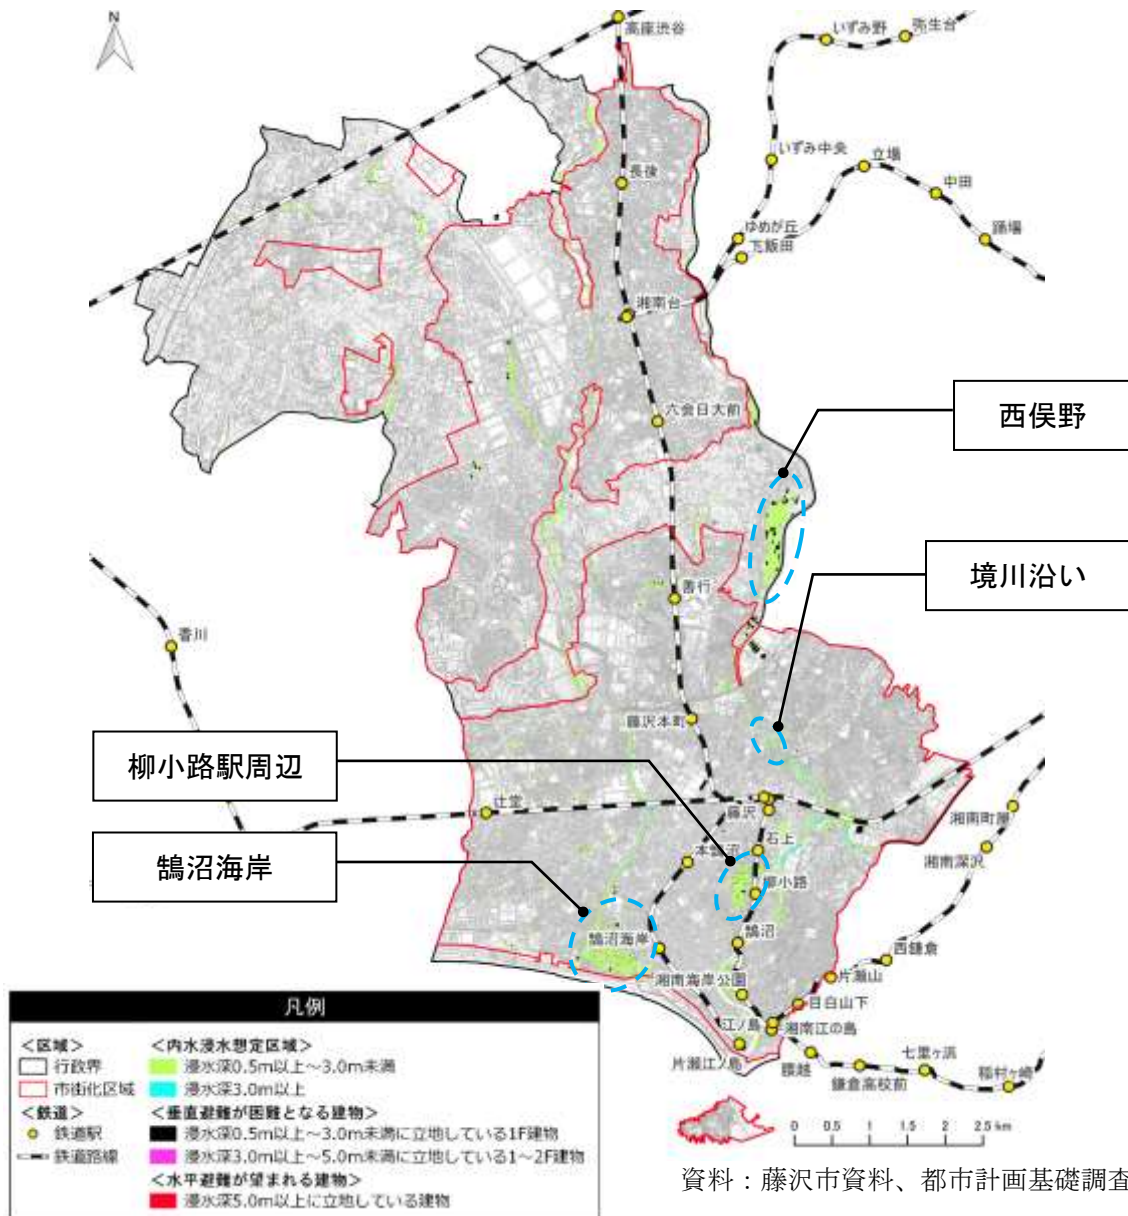 N
高座渋谷
いずみ野
弥生台
いずみ中央
立場
中田
踊場
長後
ゆめが丘
下飯田
湘南台
六会日大前
西俣野
境川沿い
善行
香川
藤沢本町
柳小路駅周辺
鵠沼海岸
辻堂
藤沢
石上
本鵠沼
柳小路
湘南町屋
湘南深沢
鵠沼
鵠沼海岸
西鎌倉
湘南海岸公園
片瀬山
目白山下
江ノ島
湘南江の島
片瀬江ノ島
腰越
鎌倉高校前
七里ヶ浜
稲村ヶ崎
凡例
<区域>
行政界
市街化区域
<鉄道>
鉄道駅
鉄道路線
<内水浸水想定区域>
浸水深0.5m以上~3.0m未満
浸水深3.0m以上
<垂直避難が困難となる建物>
浸水深0.5m以上~3.0m未満に立地している1F建物
浸水深3.0m以上~5.0m未満に立地している1~2F建物
<水平避難が望まれる建物>
浸水深5.0m以上に立地している建物
0 0.5 1 1.5 2 2.5 km
資料:藤沢市資料、都市計画基礎調査